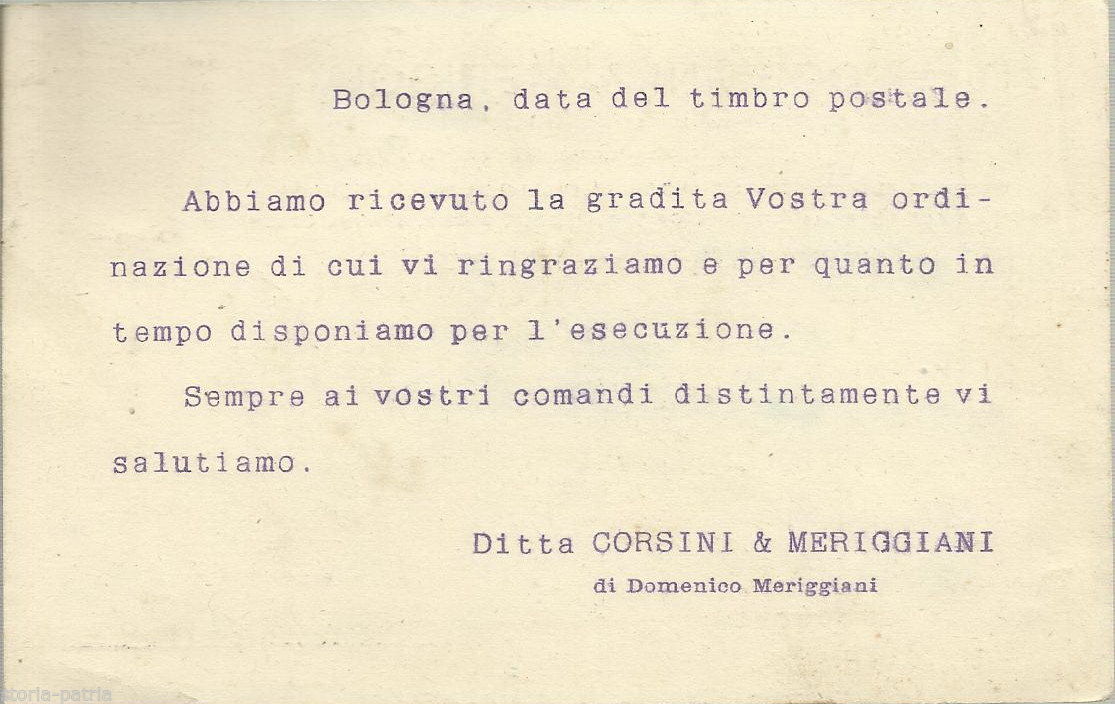 Bologna, data del timbro postale.
Abbiamo ricevuto la gradita Vostra ordi-
nazione di cui vi ringraziamo e per quanto in
tempo disponiamo per l'esecuzione.
Sempre ai vostri comandi distintamente vi
salutiamo.
Ditta CORSINI & MERIGGIANI
di Domenico Meriggiani
storia-patria